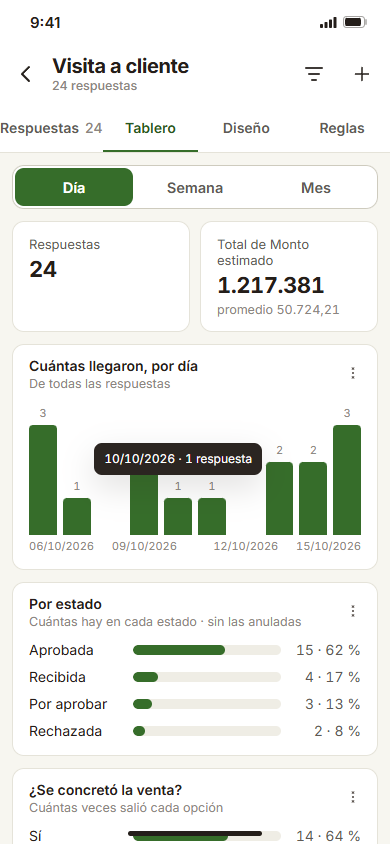 9:41
Visita a cliente
24 respuestas
Respuestas 24 Tablero Diseño Reglas
Día Semana Mes
Respuestas
24
Total de Monto
estimado
1.217.381
promedio 50.724,21
Cuántas llegaron, por día
De todas las respuestas
3 3
10/10/2026 · 1 respuesta
2 2
1 1 1
06/10/2026 09/10/2026 12/10/2026 15/10/2026
Por estado
Cuántas hay en cada estado · sin las anuladas
Aprobada 15 · 62 %
Recibida 4 · 17 %
Por aprobar 3 · 13 %
Rechazada 2 · 8 %
¿Se concretó la venta?
Cuántas veces salió cada opción
Sí 14 · 64 %